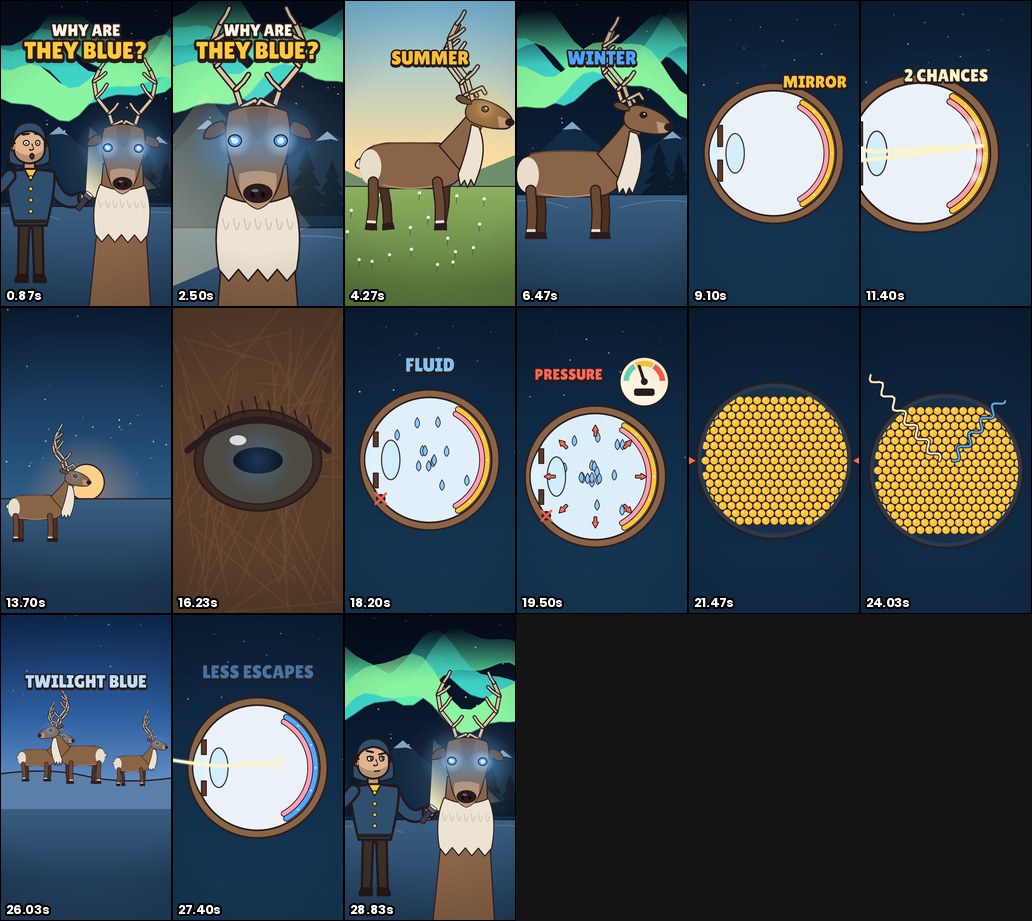 WHY ARE
THEY BLUE?
0.87s
WHY ARE
THEY BLUE?
2.50s
SUMMER
4.27s
WINTER
6.47s
MIRROR
9.10s
2 CHANCES
11.40s
13.70s
16.23s
FLUID
18.20s
PRESSURE
19.50s
21.47s
24.03s
TWILIGHT BLUE
26.03s
LESS ESCAPES
27.40s
28.83s